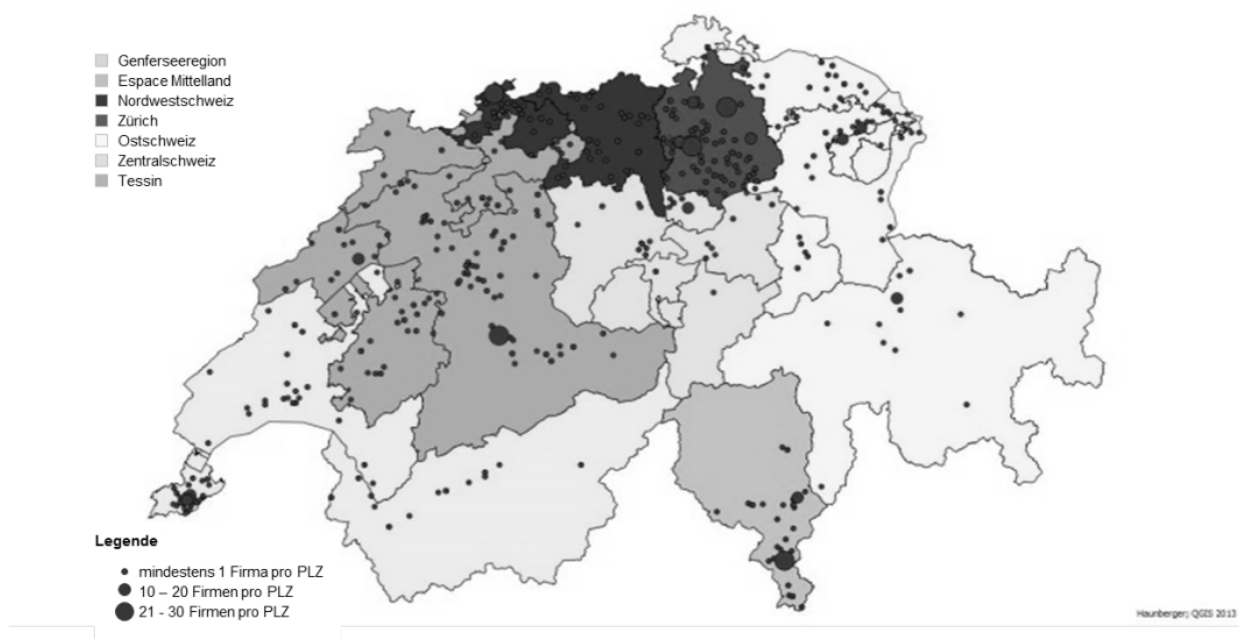 Genferseeregion
Espace Mittelland
Nordwestschweiz
Zürich
Ostschweiz
Zentralschweiz
Tessin
Legende
mindestens 1 Firma pro PLZ
10 – 20 Firmen pro PLZ
21 - 30 Firmen pro PLZ
Haunberger; QGIS 2013